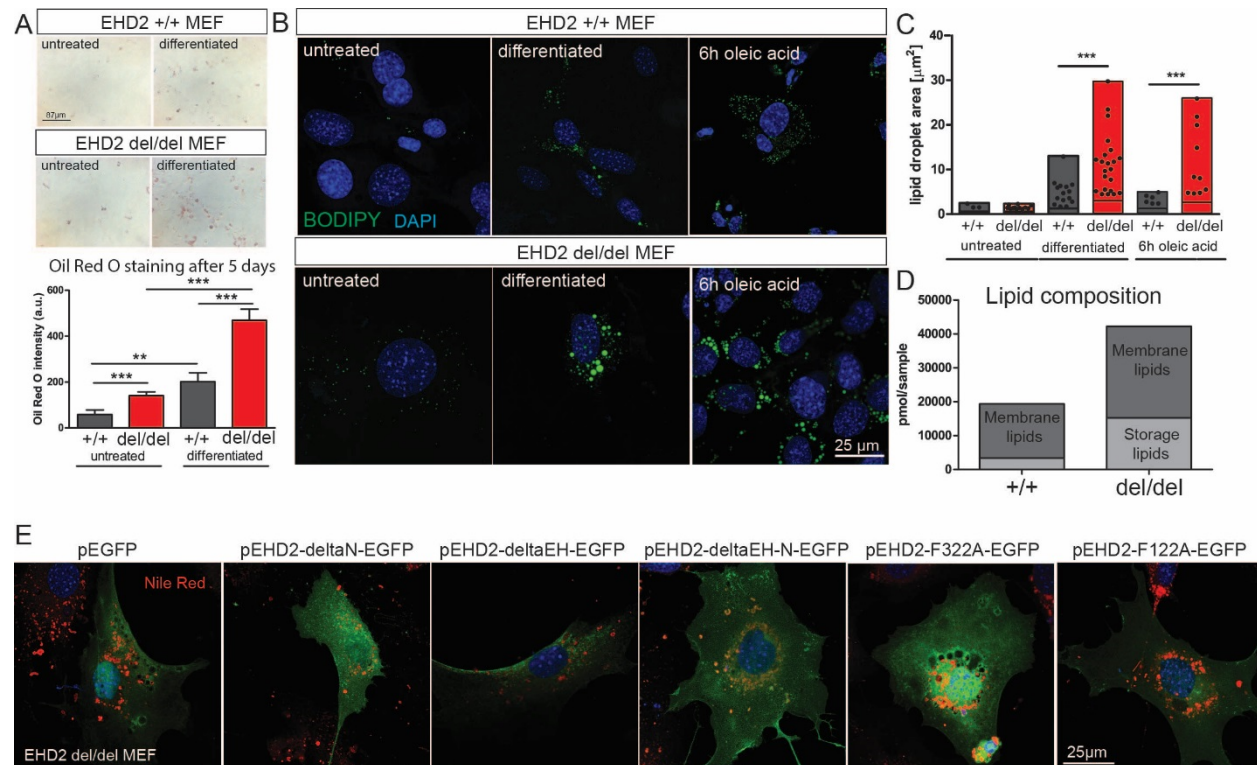 A
EHD2 +/+ MEF
untreated
differentiated
87µm
EHD2 del/del MEF
untreated
differentiated
Oil Red O staining after 5 days
Oil Red O intensity (a.u.)
600
400
200
0
***
***
**
***
+/+ del/del +/+ del/del
untreated differentiated
B
EHD2 +/+ MEF
untreated
differentiated
6h oleic acid
BODIPY DAPI
EHD2 del/del MEF
untreated
differentiated
6h oleic acid
25 µm
C
lipid droplet area [µm²]
40
30
20
10
0
***
***
+/+ del/del +/+ del/del +/+ del/del
untreated differentiated 6h oleic acid
D
Lipid composition
pmol/sample
50000
40000
30000
20000
10000
0
Membrane
lipids
Membrane
lipids
Storage
lipids
+/+ del/del
E
pEGFP
pEHD2-deltaN-EGFP
pEHD2-deltaEH-EGFP
pEHD2-deltaEH-N-EGFP
pEHD2-F322A-EGFP
pEHD2-F122A-EGFP
Nile Red
EHD2 del/del MEF
25µm